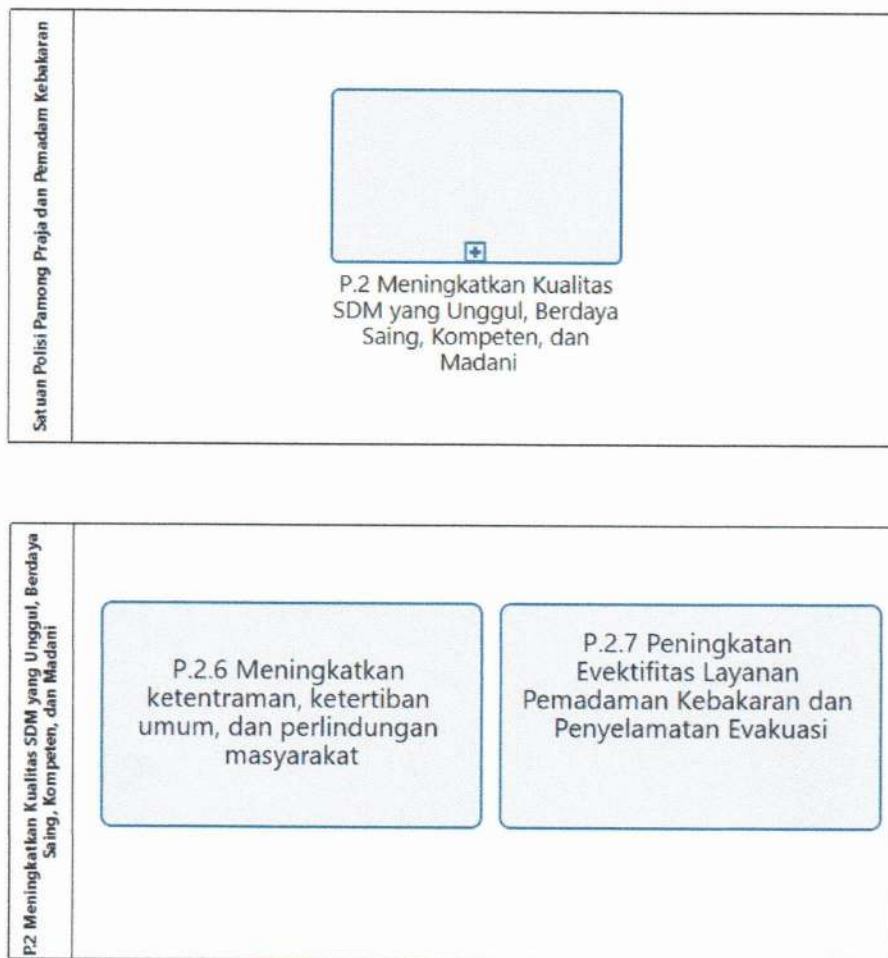 Satuan Polisi Pamong Praja dan Pemadam Kebakaran
P.2 Meningkatkan Kualitas
SDM yang Unggul, Berdaya
Saing, Kompeten, dan
Madani
P.2 Meningkatkan Kualitas SDM yang Unggul, Berdaya
Saing, Kompeten, dan Madani
P.2.6 Meningkatkan
ketentraman, ketertiban
umum, dan perlindungan
masyarakat
P.2.7 Peningkatan
Evektifitas Layanan
Pemadaman Kebakaran dan
Penyelamatan Evakuasi